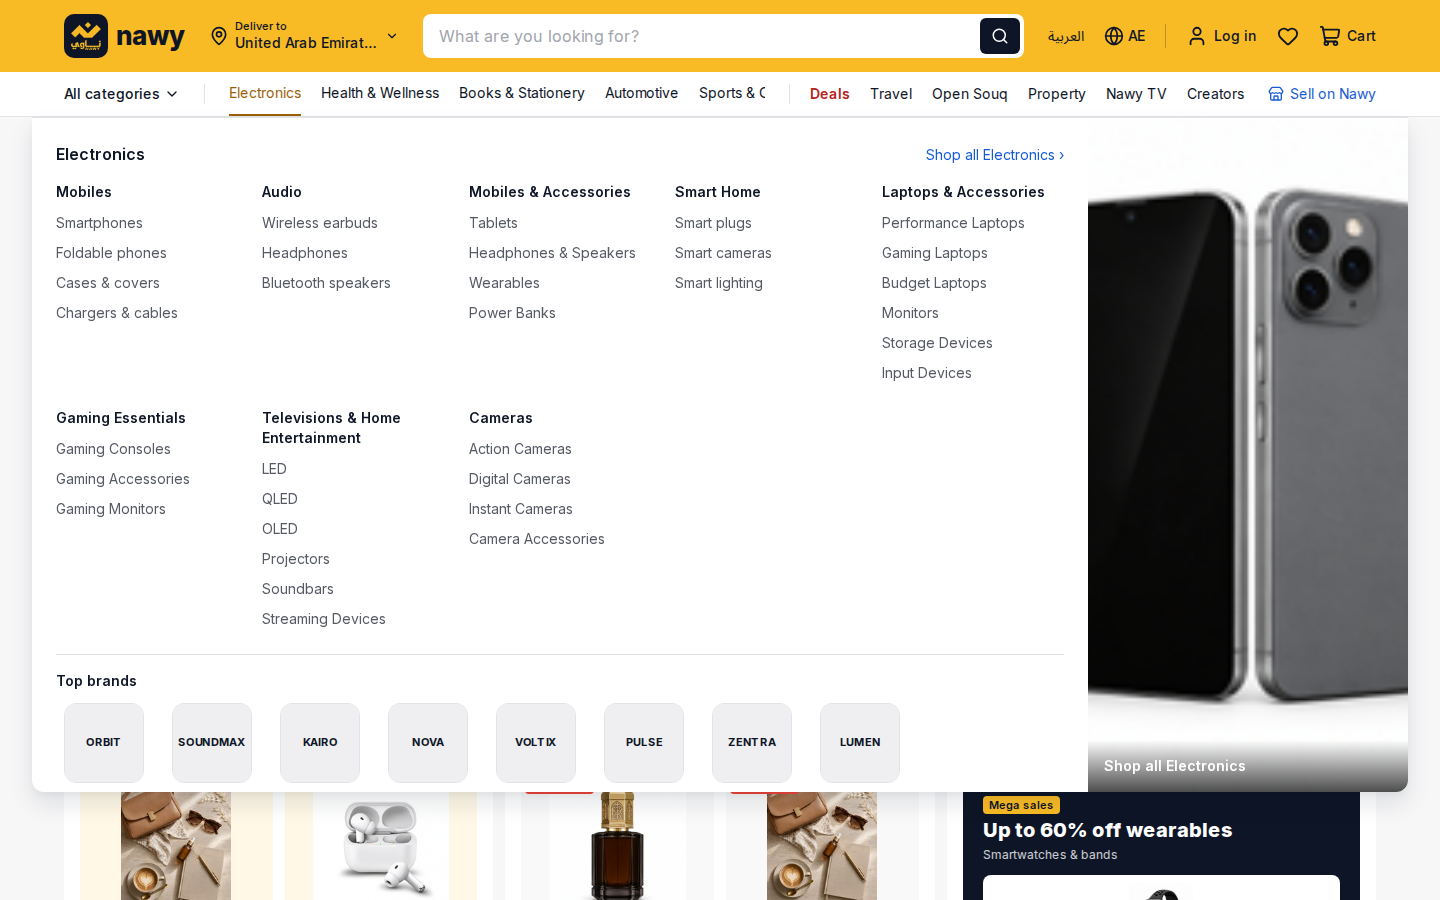 ناوي
nawy
Deliver to
United Arab Emirat...
What are you looking for?
العربية
AE
Log in
Cart
All categories
Electronics
Health & Wellness
Books & Stationery
Automotive
Sports &
Deals
Travel
Open Souq
Property
Nawy TV
Creators
Sell on Nawy
Electronics
Shop all Electronics ›
Mobiles
Smartphones
Foldable phones
Cases & covers
Chargers & cables
Audio
Wireless earbuds
Headphones
Bluetooth speakers
Mobiles & Accessories
Tablets
Headphones & Speakers
Wearables
Power Banks
Smart Home
Smart plugs
Smart cameras
Smart lighting
Laptops & Accessories
Performance Laptops
Gaming Laptops
Budget Laptops
Monitors
Storage Devices
Input Devices
Gaming Essentials
Gaming Consoles
Gaming Accessories
Gaming Monitors
Televisions & Home
Entertainment
LED
QLED
OLED
Projectors
Soundbars
Streaming Devices
Cameras
Action Cameras
Digital Cameras
Instant Cameras
Camera Accessories
Top brands
ORBIT
SOUNDMAX
KAIRO
NOVA
VOLTIX
PULSE
ZENTRA
LUMEN
Shop all Electronics
Mega sales
Up to 60% off wearables
Smartwatches & bands